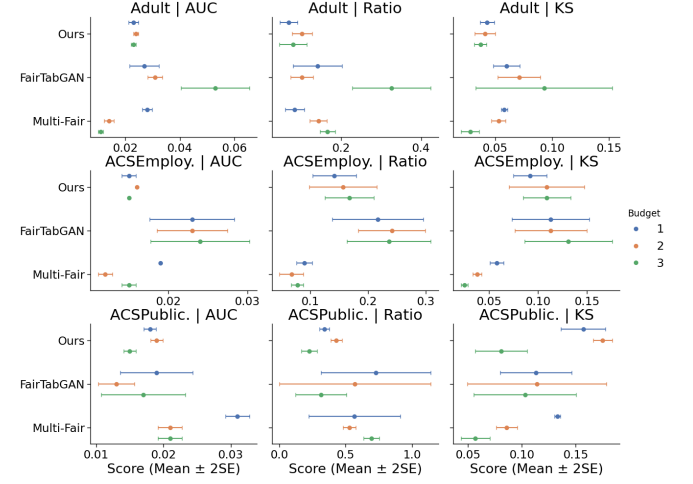 Adult | AUC
Adult | Ratio
Adult | KS
Ours
FairTabGAN
Multi-Fair
0.02 0.04 0.06
0.2 0.4
0.05 0.10 0.15
ACSEmploy. | AUC
ACSEmploy. | Ratio
ACSEmploy. | KS
Ours
FairTabGAN
Multi-Fair
0.02 0.03
0.1 0.2 0.3
0.05 0.10 0.15
Budget
1
2
3
ACSPublic. | AUC
ACSPublic. | Ratio
ACSPublic. | KS
Ours
FairTabGAN
Multi-Fair
0.01 0.02 0.03
0.0 0.5 1.0
0.05 0.10 0.15
Score (Mean ± 2SE)
Score (Mean ± 2SE)
Score (Mean ± 2SE)